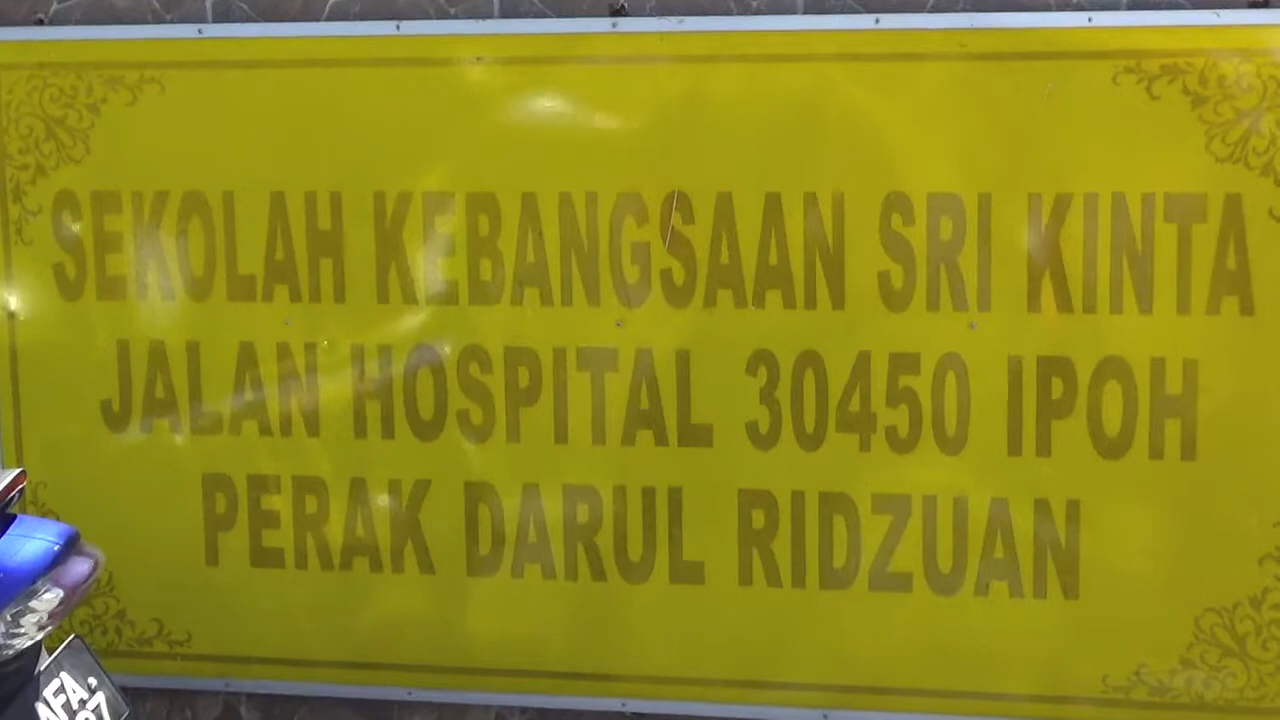 SEKOLAH KEBANGSAAN SRI KINTA
JALAN HOSPITAL 30450 IPOH
PERAK DARUL RIDZUAN